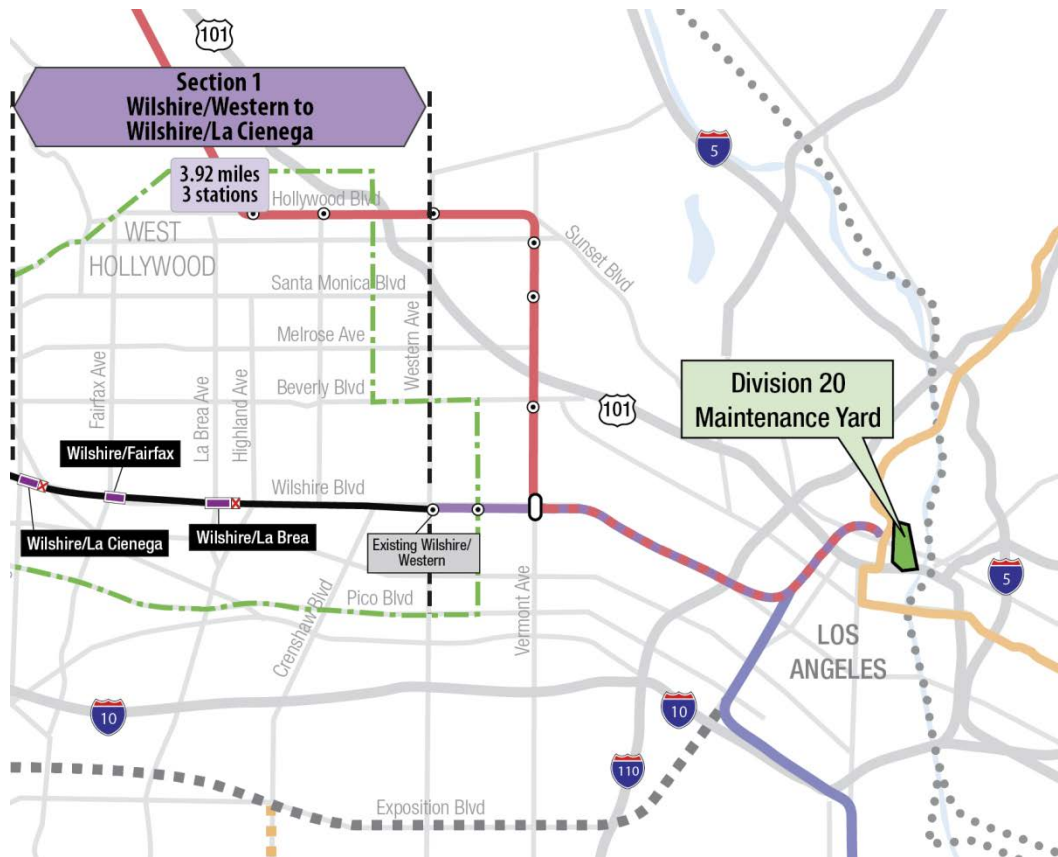 101
Section 1
Wilshire/Western to
Wilshire/La Cienega
3.92 miles
3 stations
Hollywood Blvd
WEST
HOLLYWOOD
Sunset Blvd
5
Santa Monica Blvd
Melrose Ave
Western Ave
Beverly Blvd
Fairfax Ave
La Brea Ave
Highland Ave
101
Division 20
Maintenance Yard
Wilshire/Fairfax
Wilshire Blvd
Wilshire/La Cienega
Wilshire/La Brea
Existing Wilshire/
Western
5
Pico Blvd
Crenshaw Blvd
Vermont Ave
LOS
ANGELES
10
10
110
Exposition Blvd